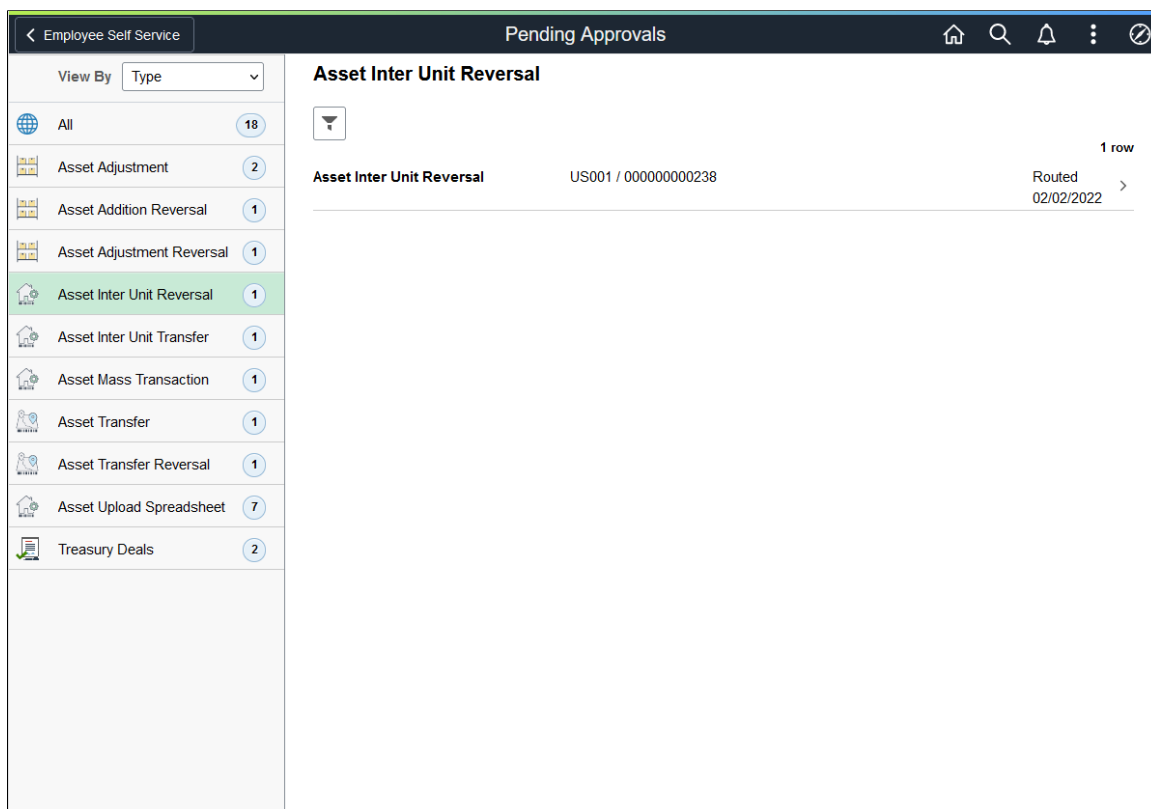 Employee Self Service
Pending Approvals
View By Type
All 18
Asset Adjustment 2
Asset Addition Reversal 1
Asset Adjustment Reversal 1
Asset Inter Unit Reversal 1
Asset Inter Unit Transfer 1
Asset Mass Transaction 1
Asset Transfer 1
Asset Transfer Reversal 1
Asset Upload Spreadsheet 7
Treasury Deals 2
Asset Inter Unit Reversal
1 row
Asset Inter Unit Reversal US001 / 000000000238 Routed
02/02/2022